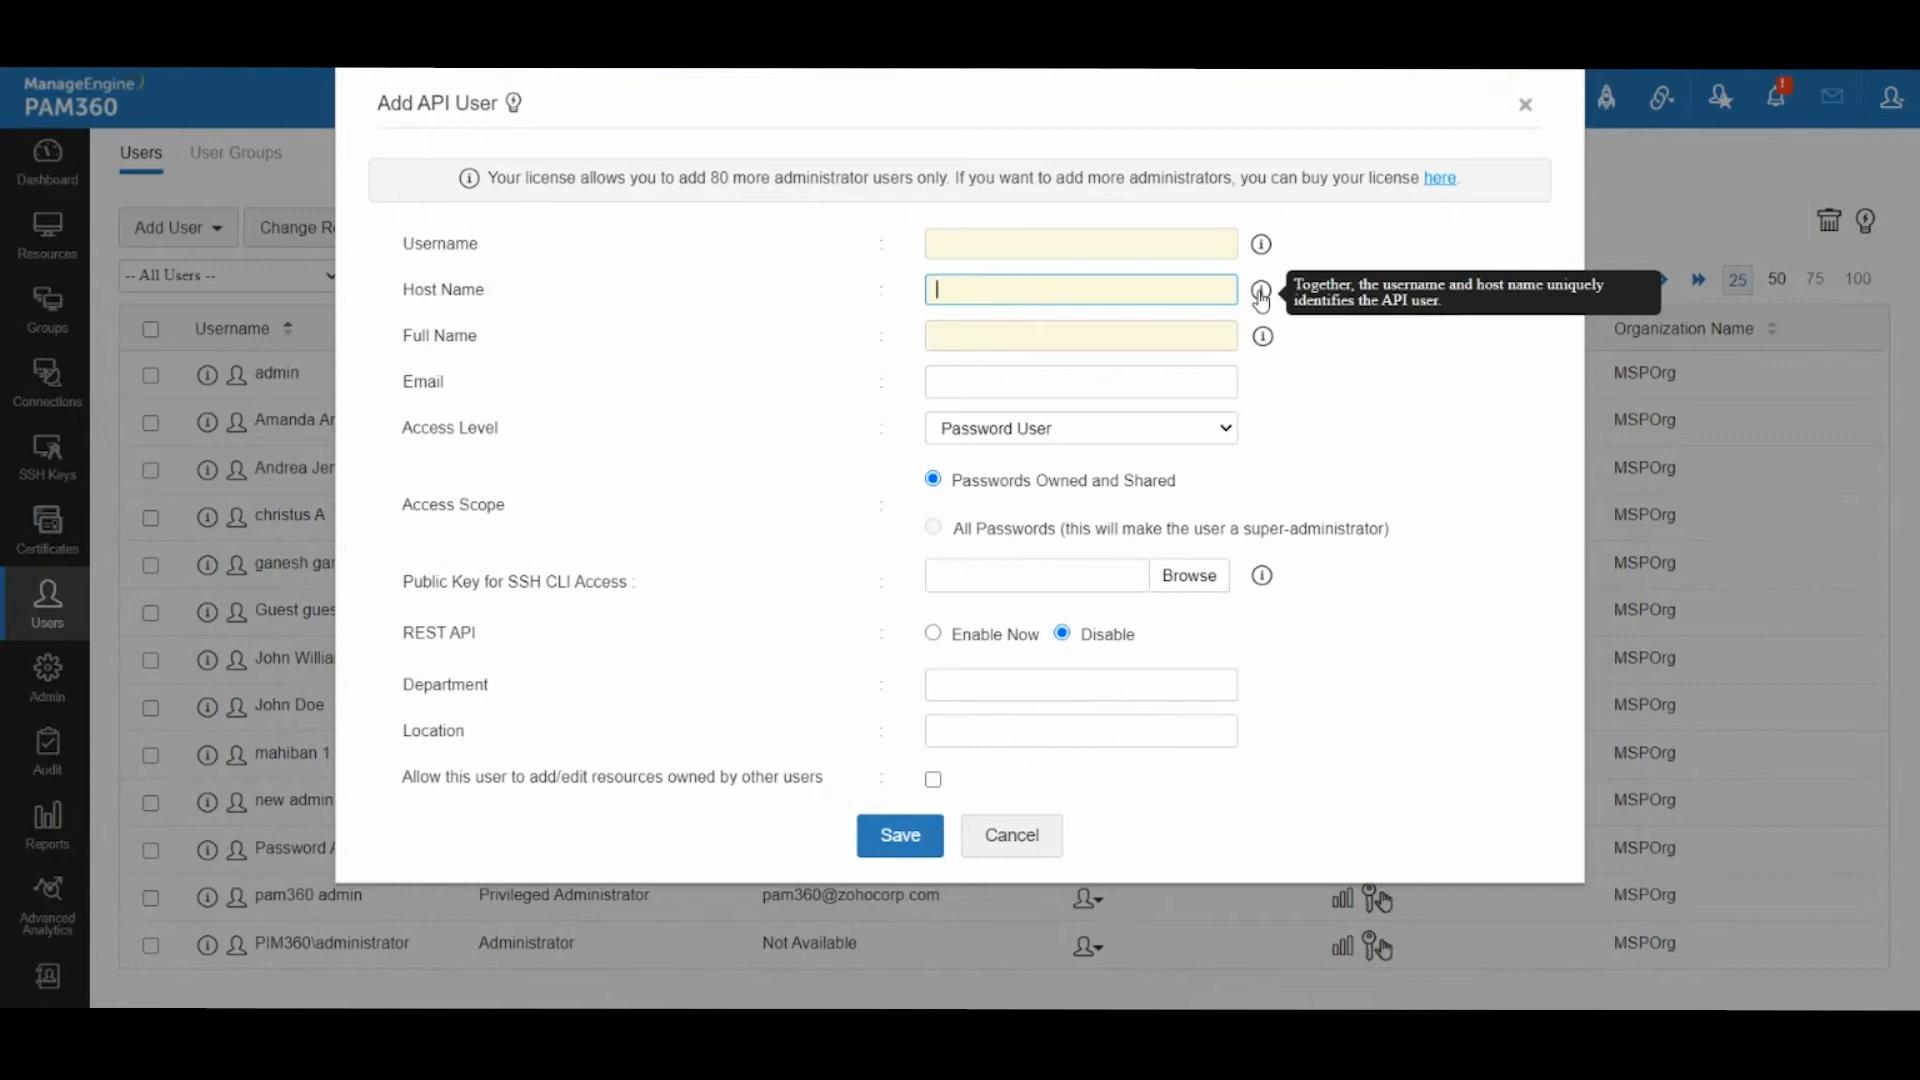 ManageEngine
PAM360
Add API User
!
Dashboard
Resources
Groups
Connections
SSH Keys
Certificates
Users
Admin
Audit
Reports
Advanced
Analytics
Users User Groups
Add User
-- All Users --
25 50 75 100
Your license allows you to add 80 more administrator users only. If you want to add more administrators, you can buy your license here.
Username :
Host Name :
Together, the username and host name uniquely
identifies the API user.
Full Name :
Email :
Access Level : Password User
Access Scope :
Passwords Owned and Shared
All Passwords (this will make the user a super-administrator)
Public Key for SSH CLI Access : : Browse
REST API : Enable Now Disable
Department :
Location :
Allow this user to add/edit resources owned by other users :
Save Cancel
Username Organization Name
admin MSPOrg
Amanda MSPOrg
Andrea MSPOrg
christus A MSPOrg
ganesh MSPOrg
Guest MSPOrg
John MSPOrg
John Doe MSPOrg
mahiban 1 MSPOrg
new admin MSPOrg
Password MSPOrg
pam360 admin Privileged Administrator pam360@zohocorp.com MSPOrg
PIM360\administrator Administrator Not Available MSPOrg